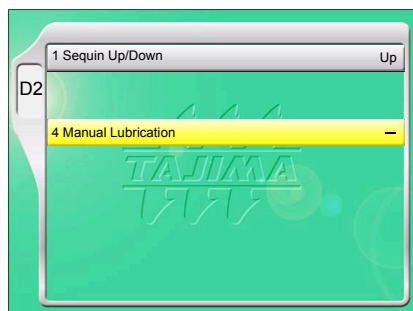 1 Sequin Up/Down Up
D2
4 Manual Lubrication –
TAJIMA